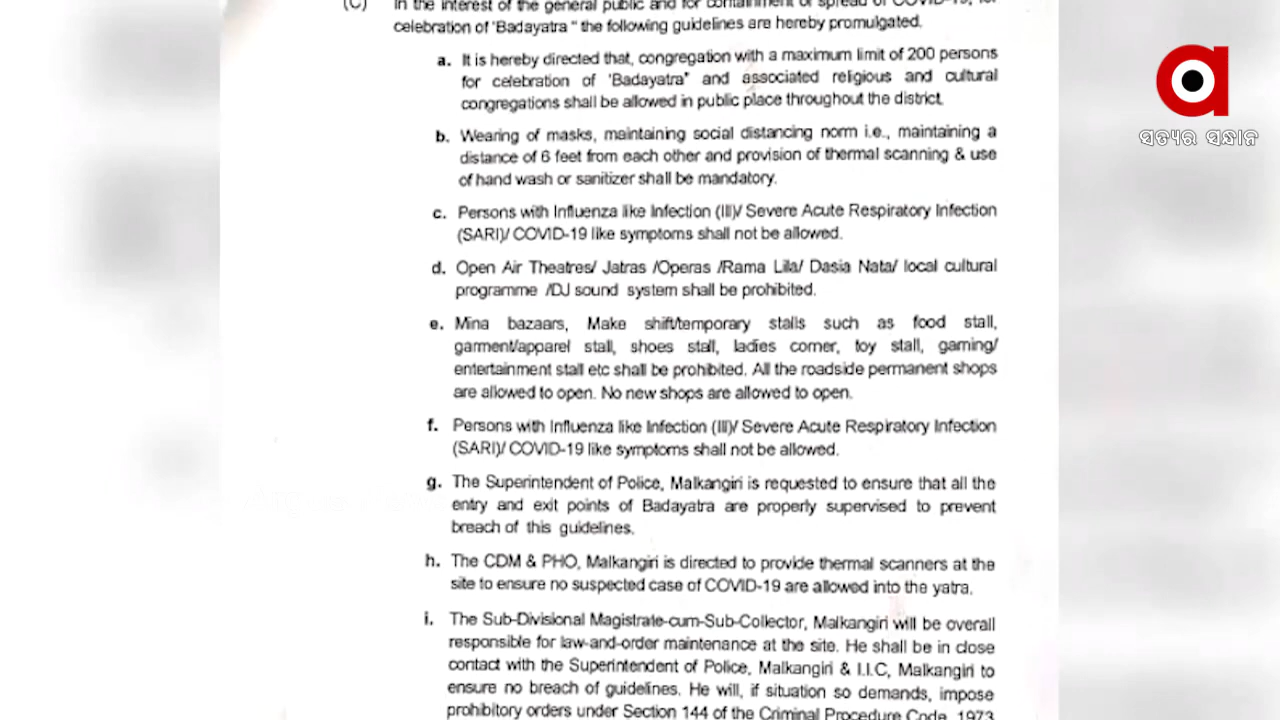 (C) In the interest of the general public and for containment of spread of COVID-19, for
celebration of 'Badayatra " the following guidelines are hereby promulgated.
a. It is hereby directed that, congregation with a maximum limit of 200 persons
for celebration of 'Badayatra" and associated religious and cultural
congregations shall be allowed in public place throughout the district.
b. Wearing of masks, maintaining social distancing norm i.e., maintaining a
distance of 6 feet from each other and provision of thermal scanning & use
of hand wash or sanitizer shall be mandatory.
c. Persons with Influenza like Infection (Ill)/ Severe Acute Respiratory Infection
(SARI)/ COVID-19 like symptoms shall not be allowed.
d. Open Air Theatres/ Jatras /Operas /Rama Lila/ Dasia Nata/ local cultural
programme /DJ sound system shall be prohibited.
e. Mina bazaars, Make shift/temporary stalls such as food stall,
garment/apparel stall, shoes stall, ladies corner, toy stall, gaming/
entertainment stall etc shall be prohibited. All the roadside permanent shops
are allowed to open. No new shops are allowed to open.
f. Persons with Influenza like Infection (Ill)/ Severe Acute Respiratory Infection
(SARI)/ COVID-19 like symptoms shall not be allowed.
g. The Superintendent of Police, Malkangiri is requested to ensure that all the
entry and exit points of Badayatra are properly supervised to prevent
breach of this guidelines.
h. The CDM & PHO, Malkangiri is directed to provide thermal scanners at the
site to ensure no suspected case of COVID-19 are allowed into the yatra.
i. The Sub-Divisional Magistrate-cum-Sub-Collector, Malkangiri will be overall
responsible for law-and-order maintenance at the site. He shall be in close
contact with the Superintendent of Police, Malkangiri & I.I.C, Malkangiri to
ensure no breach of guidelines. He will, if situation so demands, impose
prohibitory orders under Section 144 of the Criminal Procedure Code, 1973
ସତ୍ୟର ସନ୍ଧାନ